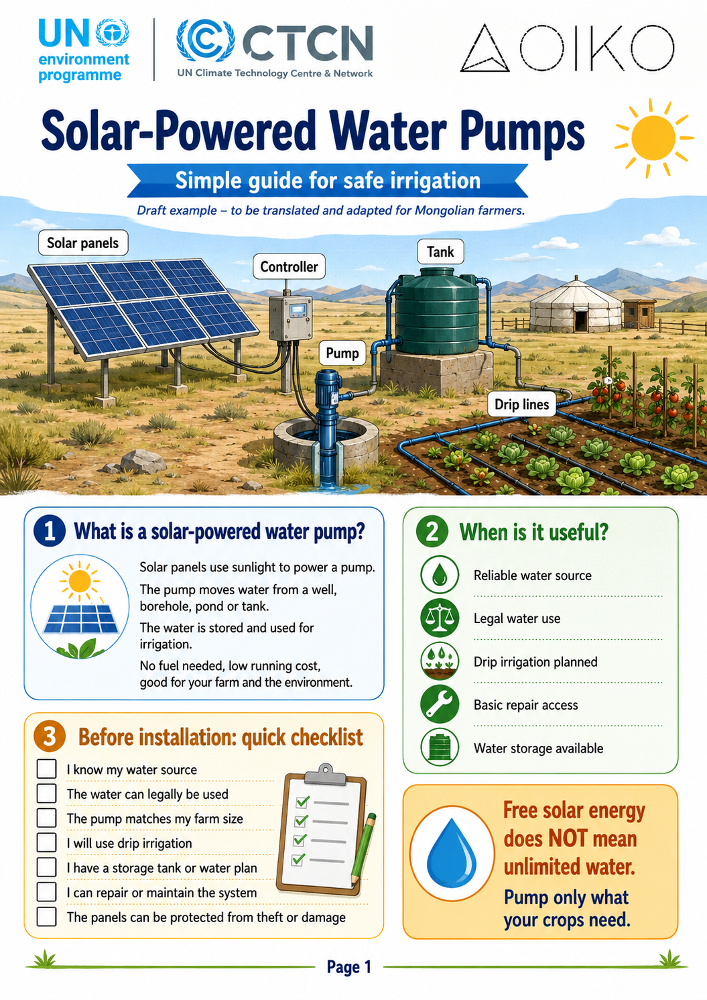 UN
environment
programme
CTCN
UN Climate Technology Centre & Network
OIKO
Solar-Powered Water Pumps
Simple guide for safe irrigation
Draft example – to be translated and adapted for Mongolian farmers.
Solar panels
Controller
Tank
Pump
Drip lines
1 What is a solar-powered water pump?
Solar panels use sunlight to power a pump.
The pump moves water from a well,
borehole, pond or tank.
The water is stored and used for
irrigation.
No fuel needed, low running cost,
good for your farm and the environment.
2 When is it useful?
Reliable water source
Legal water use
Drip irrigation planned
Basic repair access
Water storage available
3 Before installation: quick checklist
I know my water source
The water can legally be used
The pump matches my farm size
I will use drip irrigation
I have a storage tank or water plan
I can repair or maintain the system
The panels can be protected from theft or damage
Free solar energy
does NOT mean
unlimited water.
Pump only what
your crops need.
Page 1